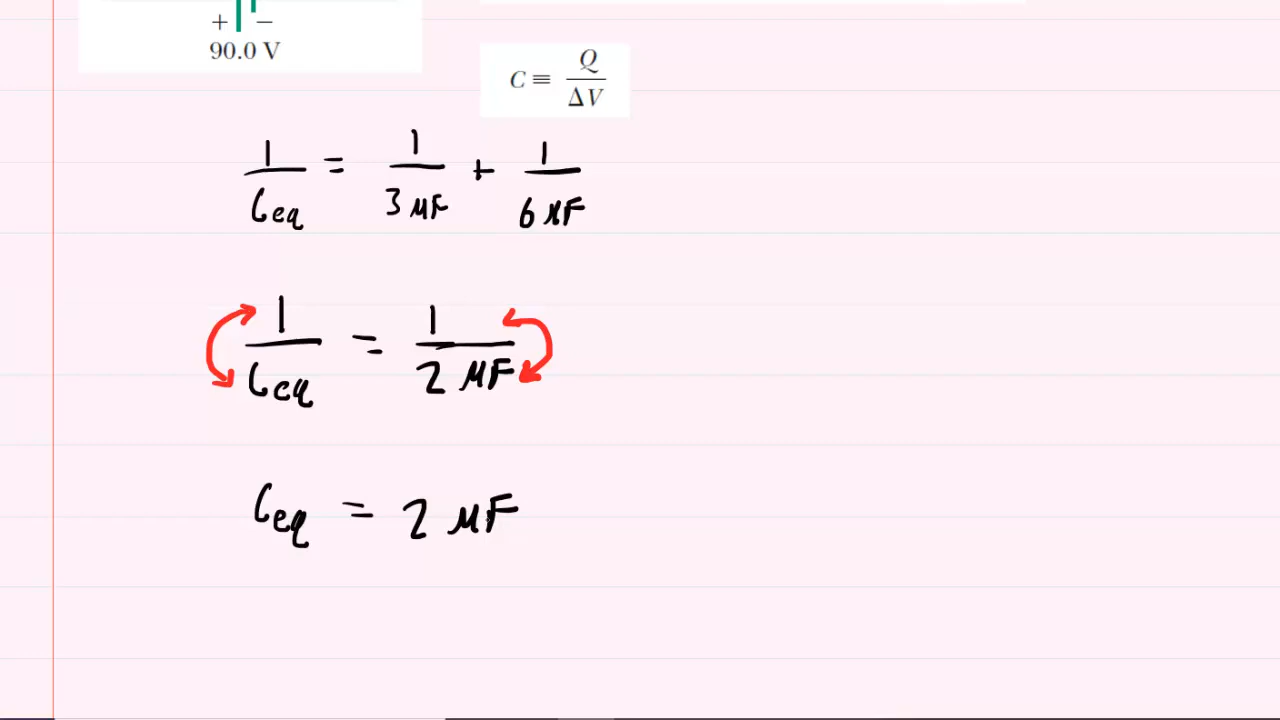 + −
90.0 V
C ≡ Q/ΔV
1/Ceq = 1/3 μF + 1/6 μF
1/Ceq = 1/2 μF
Ceq = 2 μF